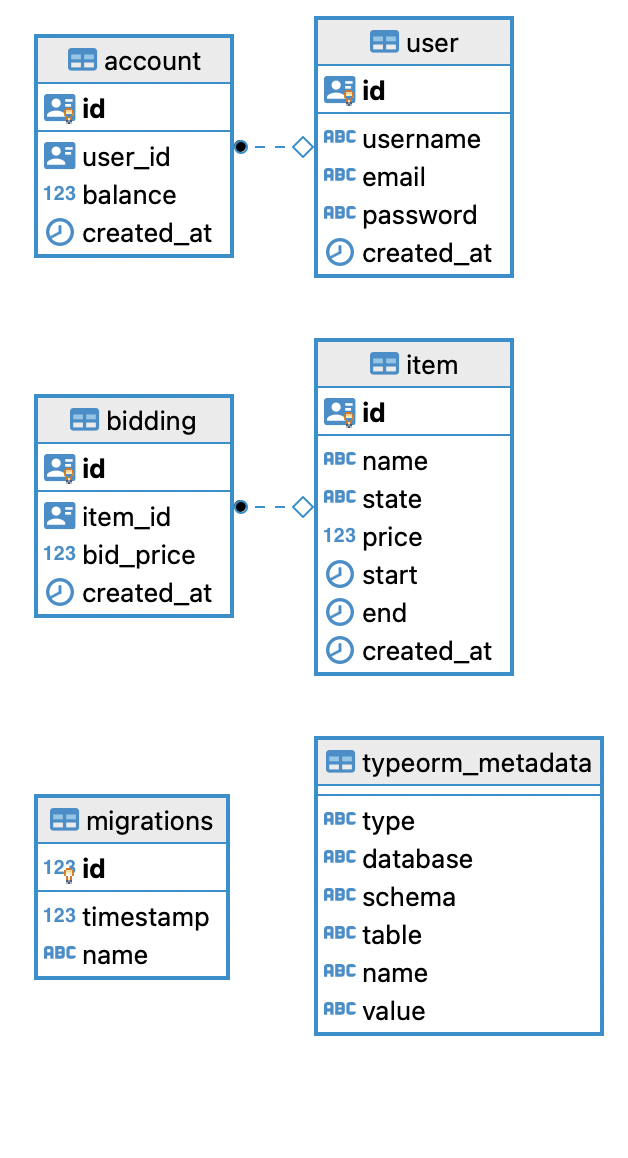 account
id
user_id
123 balance
created_at
user
id
ABC username
ABC email
ABC password
created_at
bidding
id
item_id
123 bid_price
created_at
item
id
ABC name
ABC state
123 price
start
end
created_at
migrations
123 id
123 timestamp
ABC name
typeorm_metadata
ABC type
ABC database
ABC schema
ABC table
ABC name
ABC value